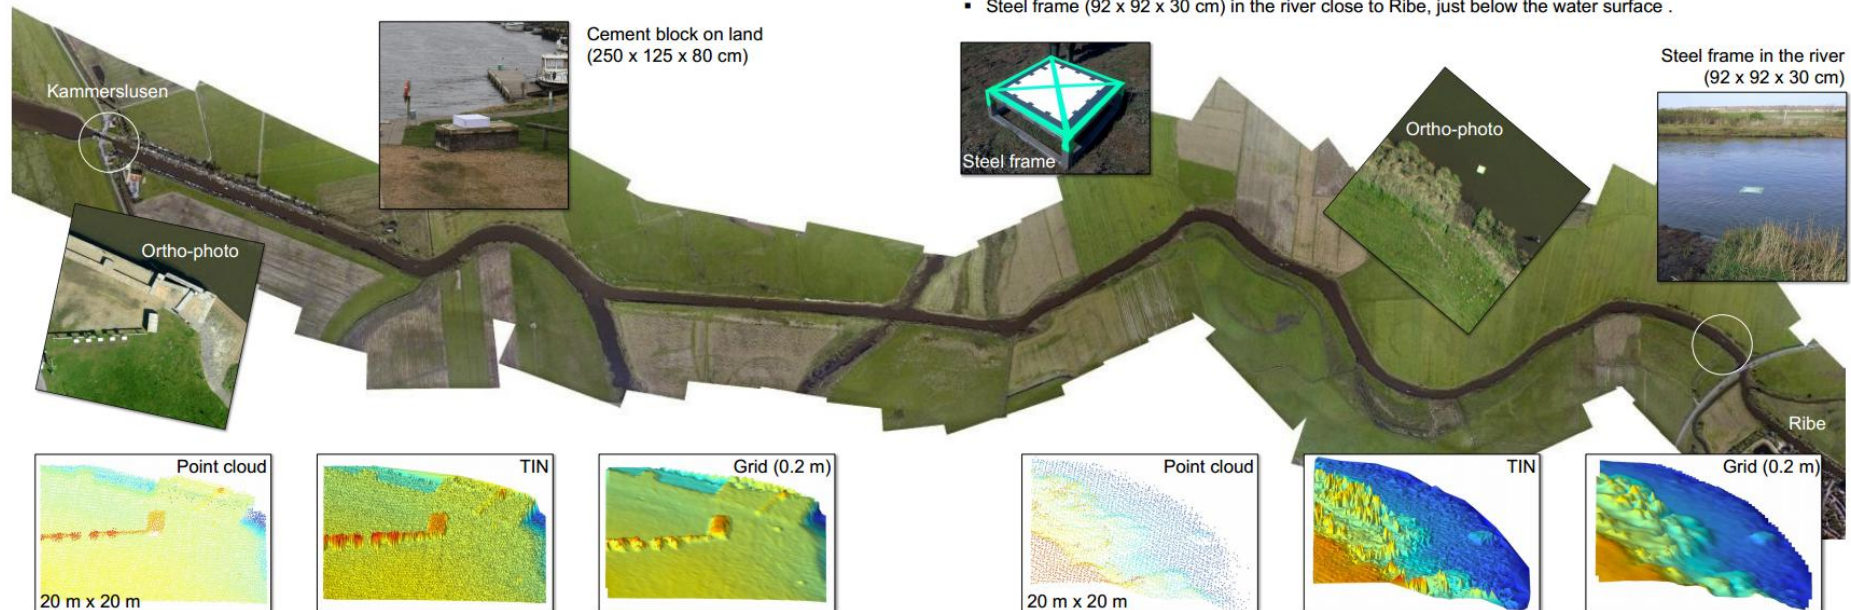 ▪ Steel frame (92 x 92 x 30 cm) in the river close to Ribe, just below the water surface .
Cement block on land
(250 x 125 x 80 cm)
Steel frame in the river
(92 x 92 x 30 cm)
Kammerslusen
Ortho-photo
Steel frame
Ortho-photo
Ribe
Point cloud
20 m x 20 m
TIN
Grid (0.2 m)
Point cloud
20 m x 20 m
TIN
Grid (0.2 m)